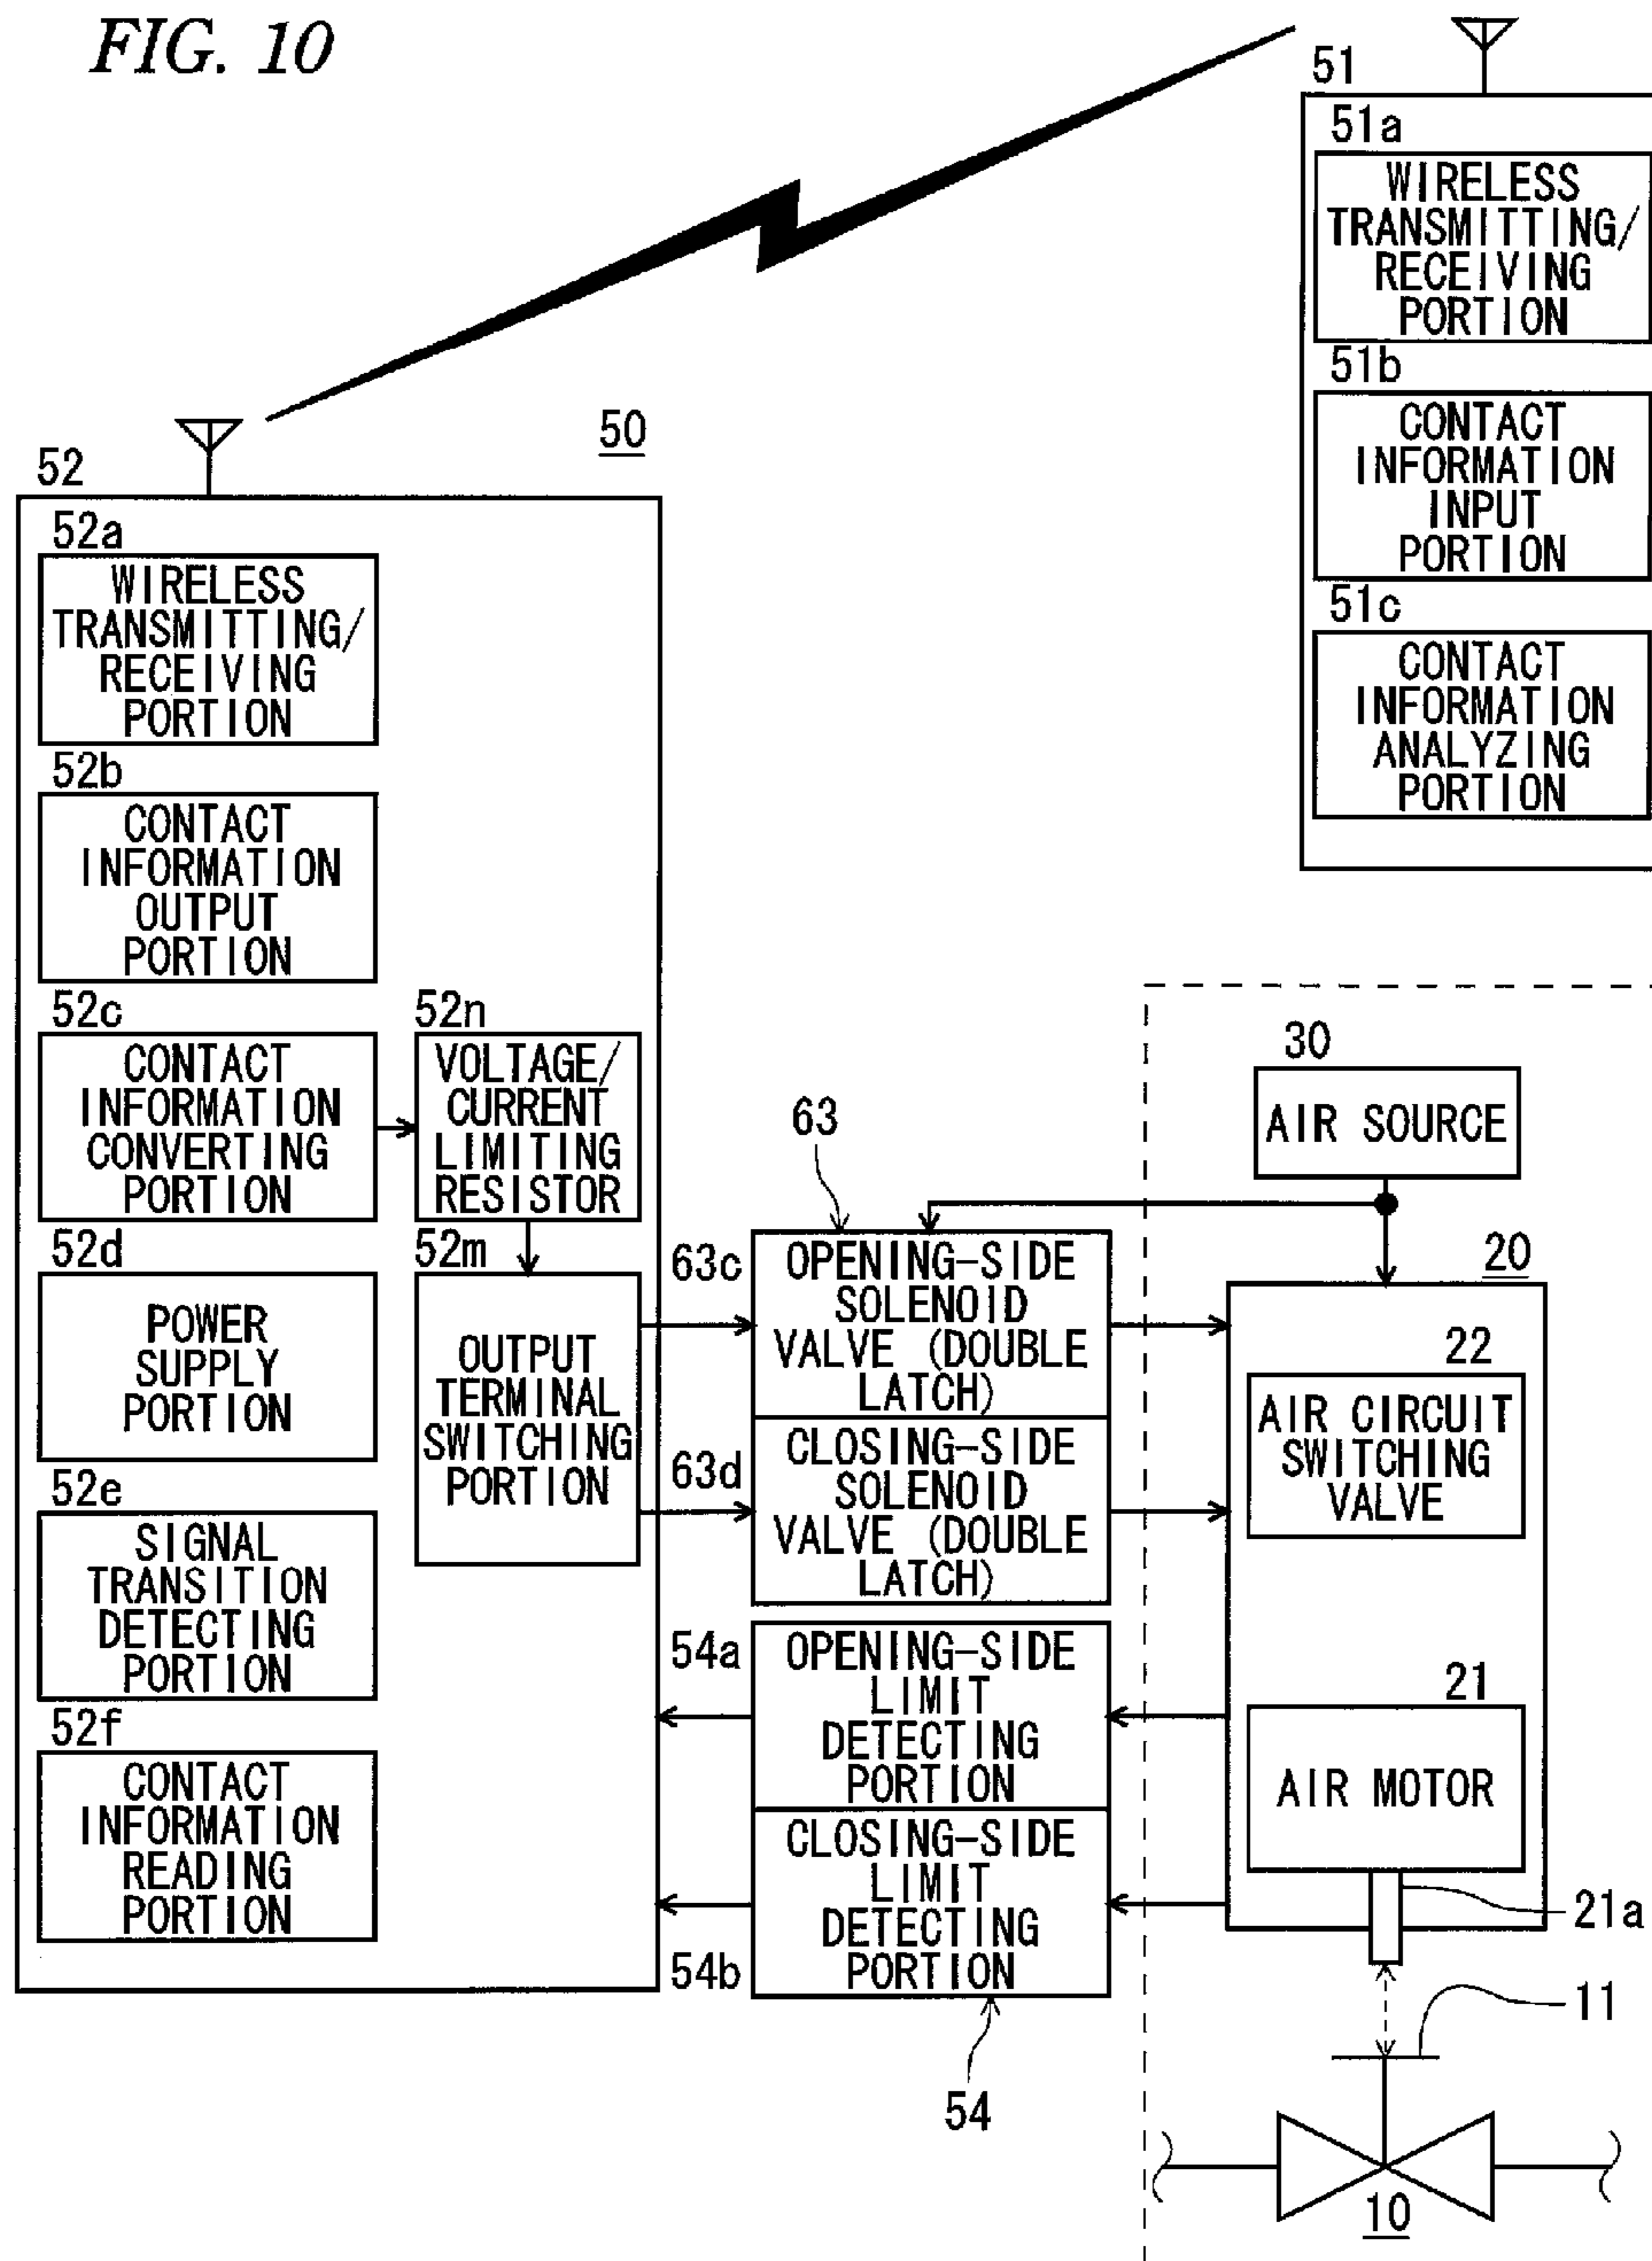 FIG. 10
51
51a
WIRELESS
TRANSMITTING/
RECEIVING
PORTION
51b
CONTACT
INFORMATION
INPUT
PORTION
51c
CONTACT
INFORMATION
ANALYZING
PORTION
50
52
52a
WIRELESS
TRANSMITTING/
RECEIVING
PORTION
52b
CONTACT
INFORMATION
OUTPUT
PORTION
52c
CONTACT
INFORMATION
CONVERTING
PORTION
52n
VOLTAGE/
CURRENT
LIMITING
RESISTOR
52d
POWER
SUPPLY
PORTION
52m
OUTPUT
TERMINAL
SWITCHING
PORTION
52e
SIGNAL
TRANSITION
DETECTING
PORTION
52f
CONTACT
INFORMATION
READING
PORTION
63
63c
OPENING-SIDE
SOLENOID
VALVE (DOUBLE
LATCH)
63d
CLOSING-SIDE
SOLENOID
VALVE (DOUBLE
LATCH)
54a
OPENING-SIDE
LIMIT
DETECTING
PORTION
54b
CLOSING-SIDE
LIMIT
DETECTING
PORTION
54
30
AIR SOURCE
20
22
AIR CIRCUIT
SWITCHING
VALVE
21
AIR MOTOR
21a
11
10